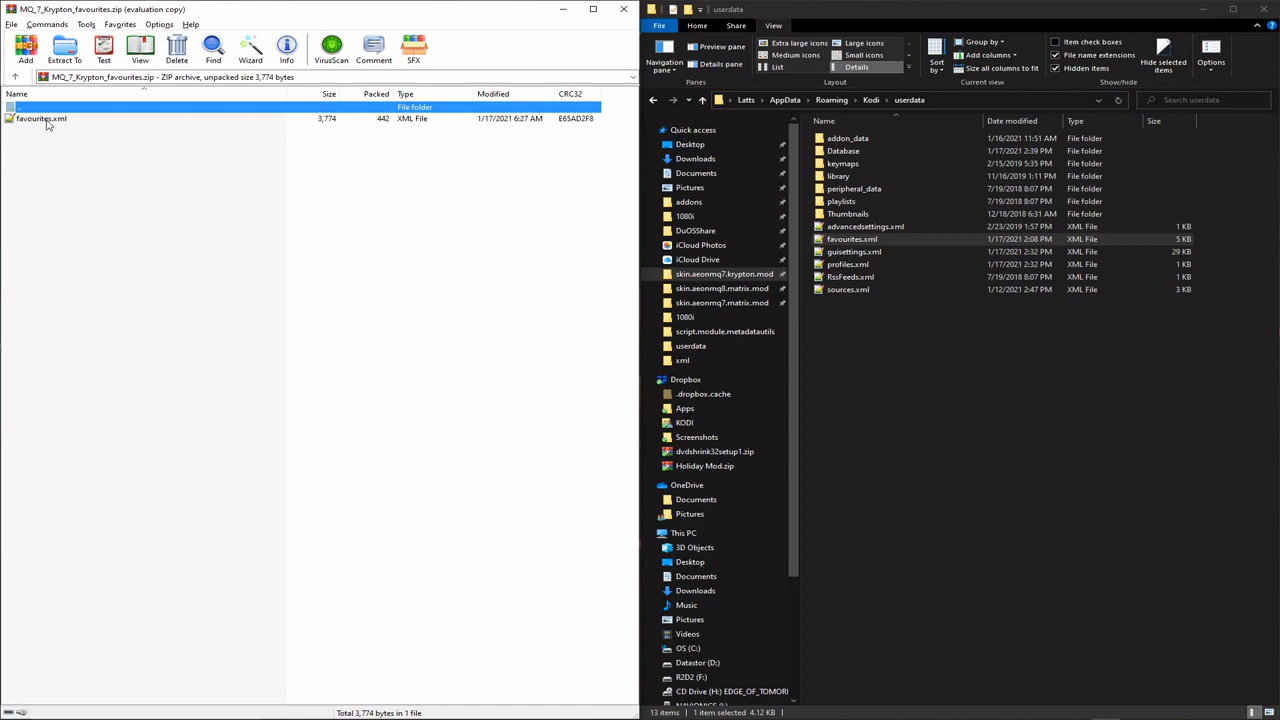 MQ_7_Krypton_favourites.zip (evaluation copy)
File Commands Tools Favorites Options Help
Add Extract To Test View Delete Find Wizard Info VirusScan Comment SFX
MQ_7_Krypton_favourites.zip - ZIP archive, unpacked size 3,774 bytes
Name Size Packed Type Modified CRC32
.. File folder
favourites.xml 3,774 442 XML File 1/17/2021 6:27 AM E65AD2F8
Total 3,774 bytes in 1 file
userdata
File Home Share View
Navigation pane
Preview pane
Details pane
Panes
Extra large icons Large icons
Medium icons Small icons
List Details
Layout
Sort by
Group by
Add columns
Size all columns to fit
Current view
Item check boxes
File name extensions
Hidden items
Hide selected items
Show/hide
Options
Latts > AppData > Roaming > Kodi > userdata
Search userdata
Quick access
Desktop
Downloads
Documents
Pictures
addons
1080i
DuOSShare
iCloud Photos
iCloud Drive
skin.aeonmq7.krypton.mod
skin.aeonmq8.matrix.mod
skin.aeonmq7.matrix.mod
1080i
script.module.metadatautils
userdata
xml
Dropbox
.dropbox.cache
Apps
KODI
Screenshots
dvdshrink32setup1.zip
Holiday Mod.zip
OneDrive
Documents
Pictures
This PC
3D Objects
Desktop
Documents
Downloads
Music
Pictures
Videos
OS (C:)
Datastor (D:)
R2D2 (F:)
CD Drive (H:) EDGE_OF_TOMORI
Name Date modified Type Size
addon_data 1/16/2021 11:51 AM File folder
Database 1/17/2021 2:39 PM File folder
keymaps 2/15/2019 5:35 PM File folder
library 11/16/2019 1:11 PM File folder
peripheral_data 7/19/2018 8:07 PM File folder
playlists 7/19/2018 8:07 PM File folder
Thumbnails 12/18/2018 6:31 AM File folder
advancedsettings.xml 2/23/2019 1:57 PM XML File 1 KB
favourites.xml 1/17/2021 2:08 PM XML File 5 KB
guisettings.xml 1/17/2021 2:32 PM XML File 29 KB
profiles.xml 1/17/2021 2:32 PM XML File 1 KB
RssFeeds.xml 7/19/2018 8:07 PM XML File 1 KB
sources.xml 1/12/2021 2:47 PM XML File 3 KB
13 items 1 item selected 4.12 KB